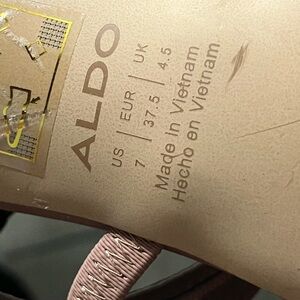 ALDO
US | EUR | UK
7 | 37.5 | 4.5
Made in Vietnam
Hecho en Vietnam